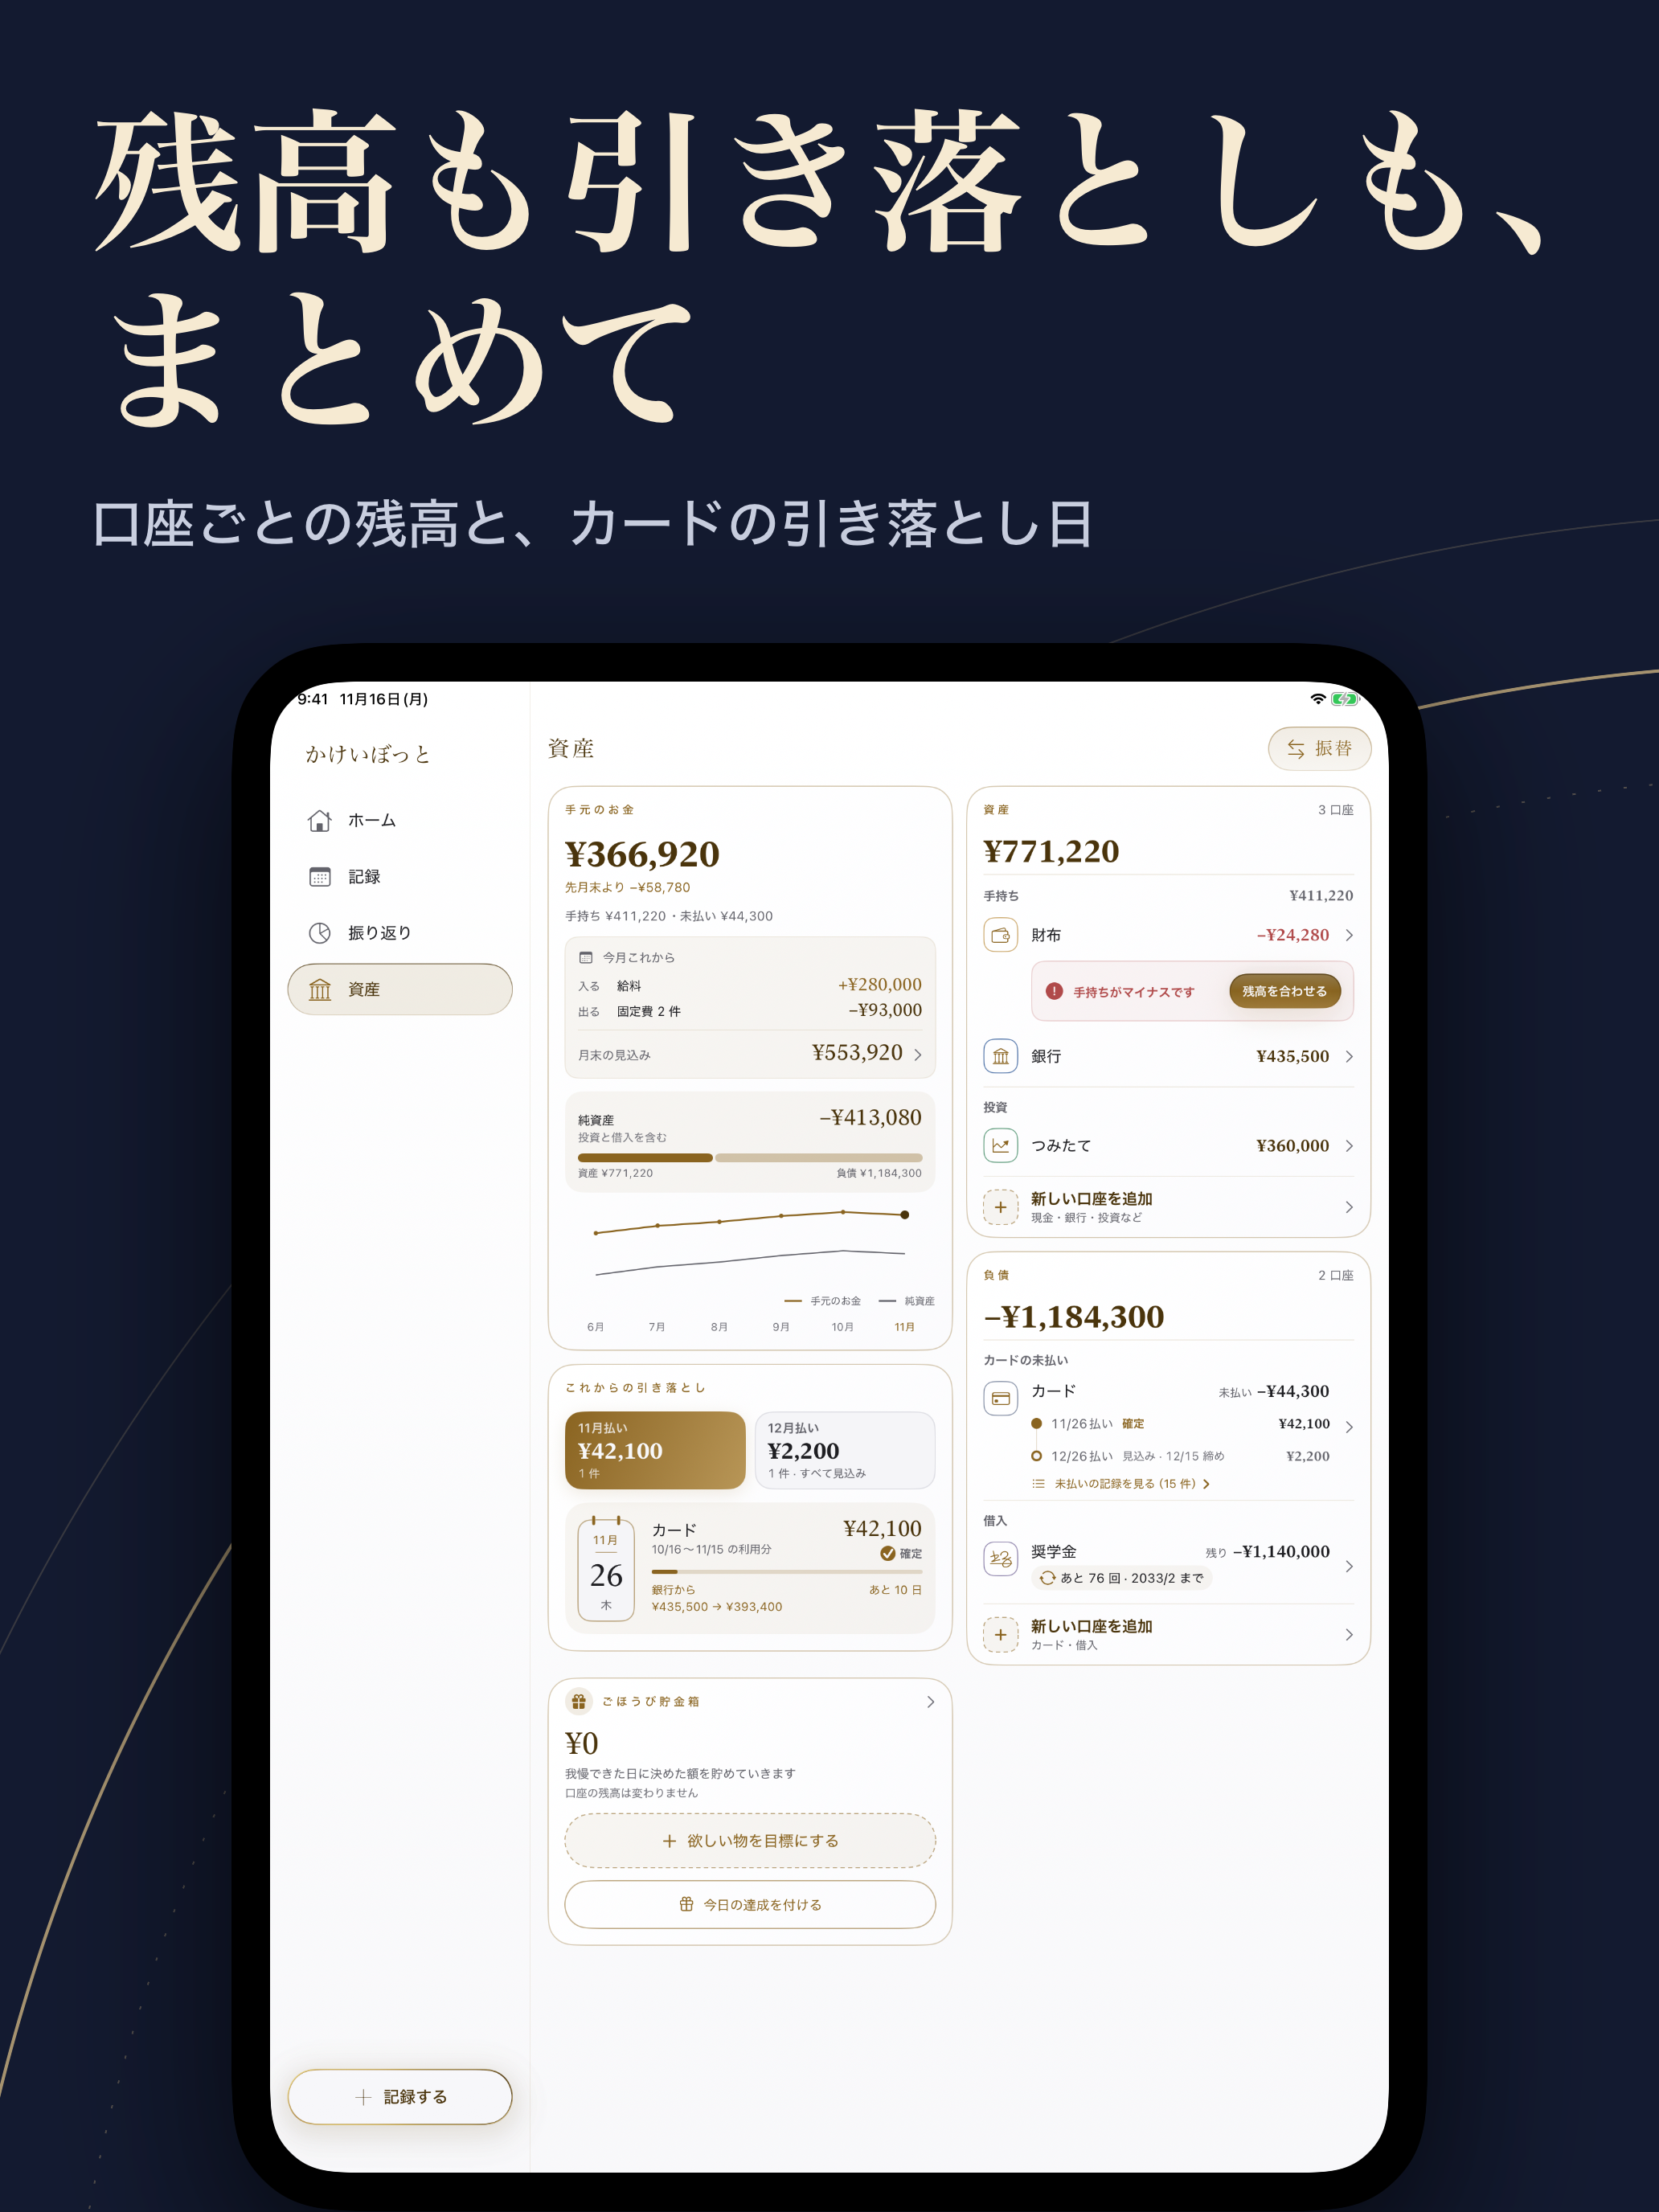 残高も引き落としも、
まとめて
口座ごとの残高と、カードの引き落とし日
9:41 11月16日(月)
かけいぼっと
ホーム
記録
振り返り
資産
記録する
資産
振替
手元のお金
¥366,920
先月末より −¥58,780
手持ち ¥411,220・未払い ¥44,300
今月これから
入る 給料 +¥280,000
出る 固定費 2 件 −¥93,000
月末の見込み ¥553,920
純資産 −¥413,080
投資と借入を含む
資産 ¥771,220 負債 ¥1,184,300
手元のお金 純資産
6月 7月 8月 9月 10月 11月
これからの引き落とし
11月払い
¥42,100
1 件
12月払い
¥2,200
1 件・すべて見込み
11月
26
木
カード ¥42,100
10/16〜11/15 の利用分 確定
銀行から あと 10 日
¥435,500 → ¥393,400
ごほうび貯金箱
¥0
我慢できた日に決めた額を貯めていきます
口座の残高は変わりません
欲しい物を目標にする
今日の達成を付ける
資産 3 口座
¥771,220
手持ち ¥411,220
財布 −¥24,280
手持ちがマイナスです 残高を合わせる
銀行 ¥435,500
投資
つみたて ¥360,000
新しい口座を追加
現金・銀行・投資など
負債 2 口座
−¥1,184,300
カードの未払い
カード 未払い −¥44,300
11/26払い 確定 ¥42,100
12/26払い 見込み・12/15 締め ¥2,200
未払いの記録を見る（15 件）
借入
奨学金 残り −¥1,140,000
あと 76 回・2033/2 まで
新しい口座を追加
カード・借入